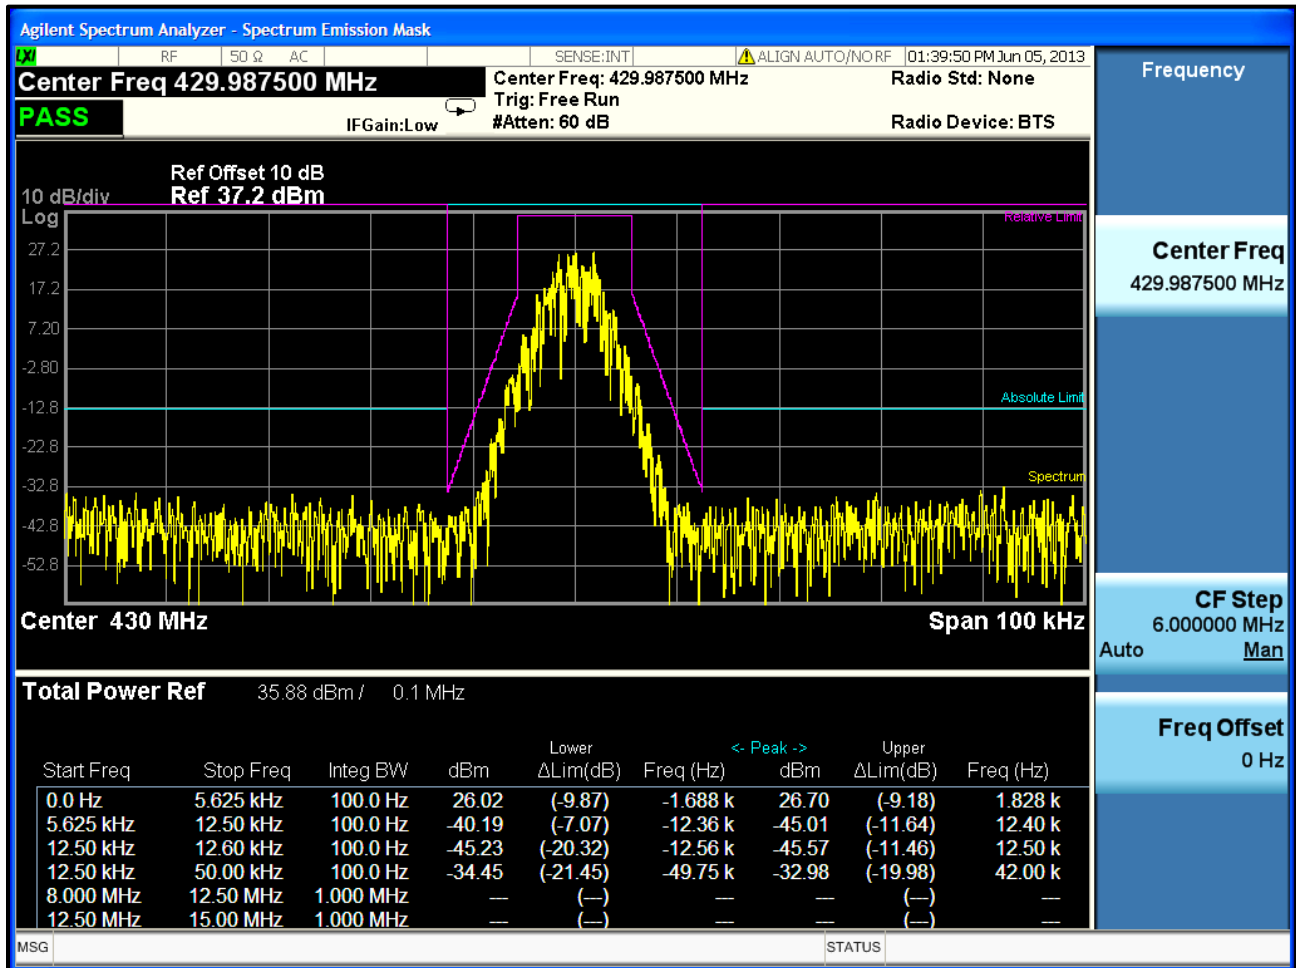 Agilent Spectrum Analyzer - Spectrum Emission Mask
LXI RF 50 Ω AC SENSE:INT ALIGN AUTO/NO RF 01:39:50 PM Jun 05, 2013
Center Freq 429.987500 MHz
Center Freq: 429.987500 MHz Radio Std: None
Trig: Free Run
PASS IFGain:Low #Atten: 60 dB Radio Device: BTS
Ref Offset 10 dB
10 dB/div Ref 37.2 dBm
Log
Relative Limit
27.2
17.2
7.20
-2.80
Absolute Limit
-12.8
-22.8
Spectrum
-32.8
-42.8
-52.8
Center 430 MHz Span 100 kHz
Total Power Ref 35.88 dBm / 0.1 MHz
Lower <- Peak -> Upper
Start Freq Stop Freq Integ BW dBm ΔLim(dB) Freq (Hz) dBm ΔLim(dB) Freq (Hz)
0.0 Hz 5.625 kHz 100.0 Hz 26.02 (-9.87) -1.688 k 26.70 (-9.18) 1.828 k
5.625 kHz 12.50 kHz 100.0 Hz -40.19 (-7.07) -12.36 k -45.01 (-11.64) 12.40 k
12.50 kHz 12.60 kHz 100.0 Hz -45.23 (-20.32) -12.56 k -45.57 (-11.46) 12.50 k
12.50 kHz 50.00 kHz 100.0 Hz -34.45 (-21.45) -49.75 k -32.98 (-19.98) 42.00 k
8.000 MHz 12.50 MHz 1.000 MHz --- (---) --- --- (---) ---
12.50 MHz 15.00 MHz 1.000 MHz --- (---) --- --- (---) ---
MSG STATUS
Frequency
Center Freq
429.987500 MHz
CF Step
6.000000 MHz
Auto Man
Freq Offset
0 Hz